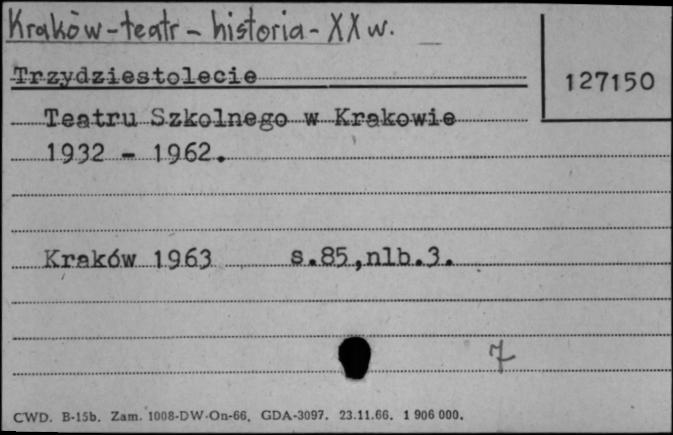 Kraków-teatr-historia-XX w.
Trzydziestolecie
127150
Teatru Szkolnego w Krakowie
1932 - 1962.
Kraków 1963 s.85,nlb.3.
7
CWD. B-15b. Zam. 1008-DW-On-66. GDA-3097. 23.11.66. 1 906 000.